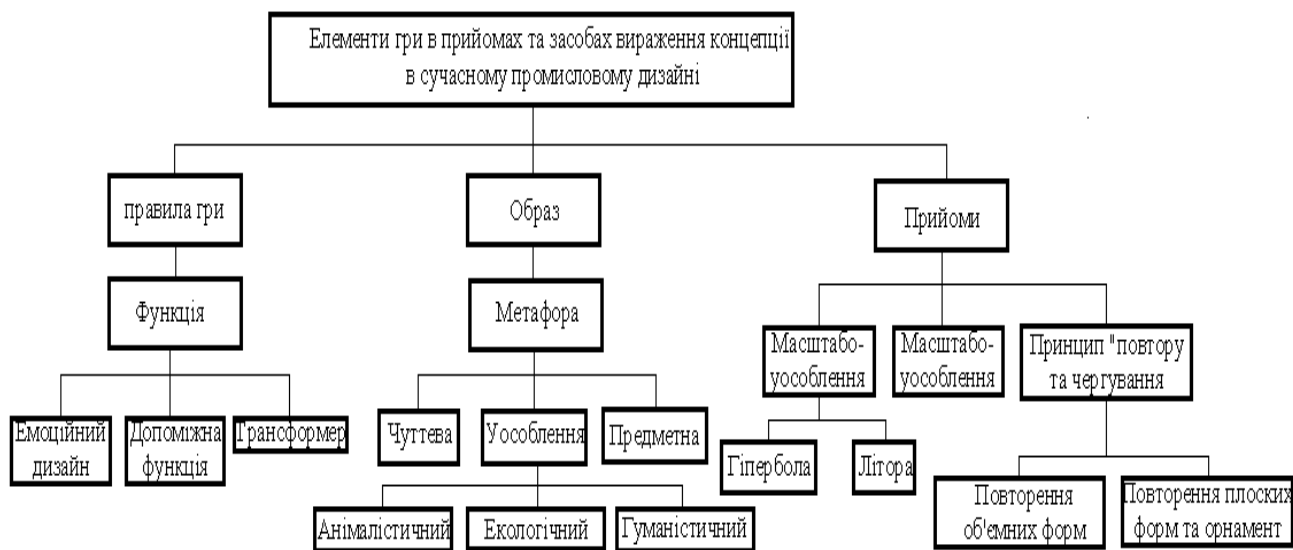 Елементи гри в прийомах та засобах вираження концепції
в сучасному промисловому дизайні
правила гри
Образ
Прийоми
Функція
Метафора
Масштабо-
уособлення
Масштабо-
уособлення
Принцип "повтору
та чергування
Емоційний
дизайн
Допоміжна
функція
Трансформер
Чуттева
Уособлення
Предметна
Гіпербола
Літора
Анімалістичний
Екологічний
Гуманістичний
Повторення
об'ємних форм
Повторення плоских
форм та орнамент